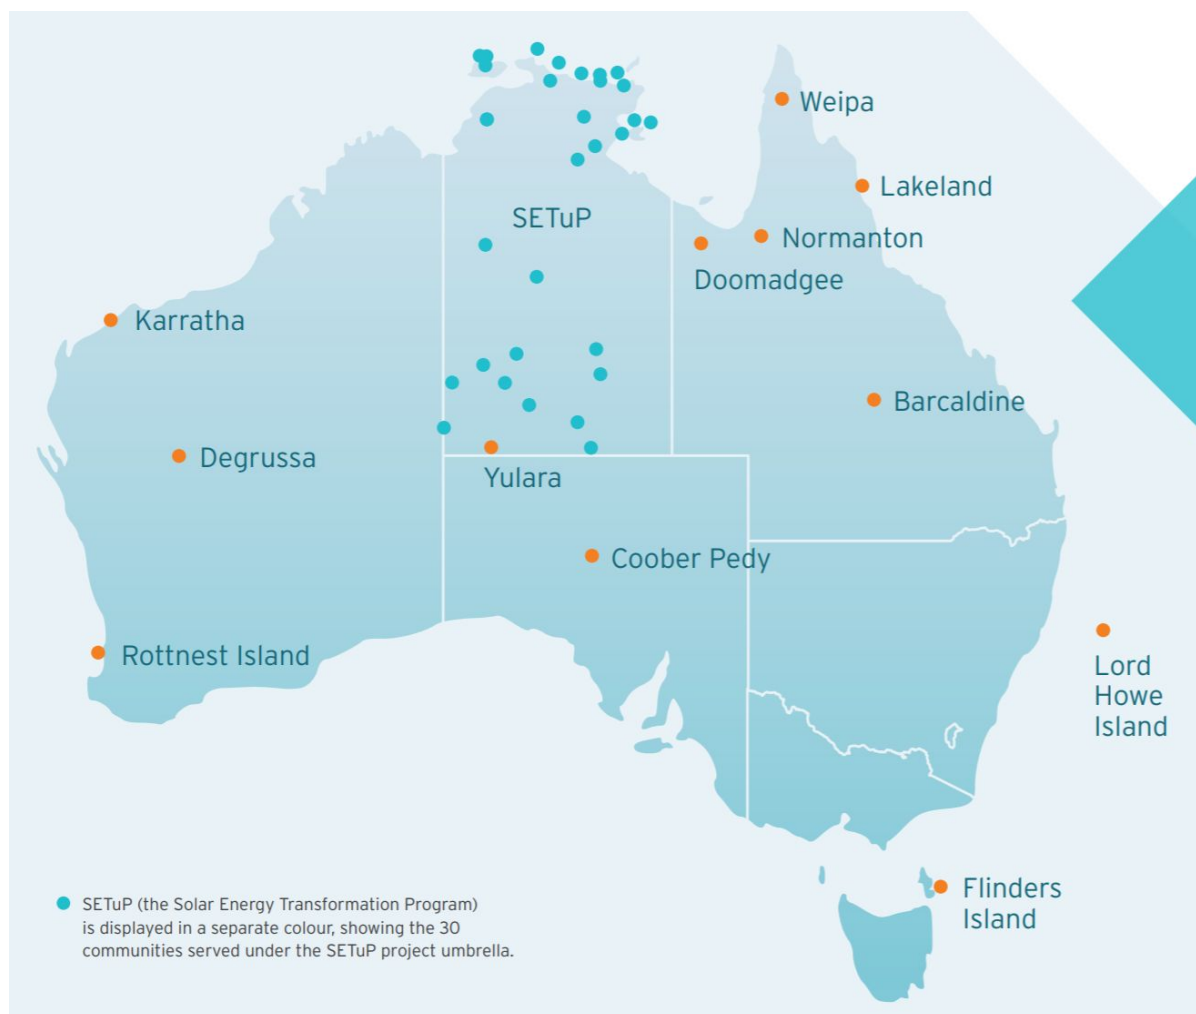 Weipa
Lakeland
SETuP
Normanton
Doomadgee
Karratha
Barcaldine
Degrussa
Yulara
Coober Pedy
Rottnest Island
Lord
Howe
Island
Flinders
Island
SETuP (the Solar Energy Transformation Program)
is displayed in a separate colour, showing the 30
communities served under the SETuP project umbrella.